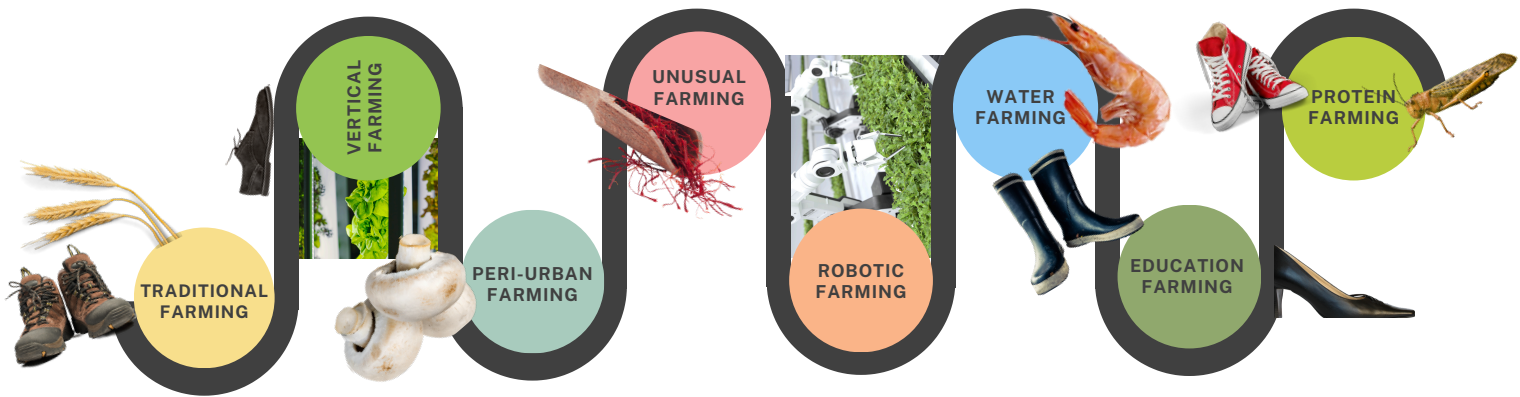 TRADITIONAL
FARMING
VERTICAL
FARMING
PERI-URBAN
FARMING
UNUSUAL
FARMING
ROBOTIC
FARMING
WATER
FARMING
EDUCATION
FARMING
PROTEIN
FARMING